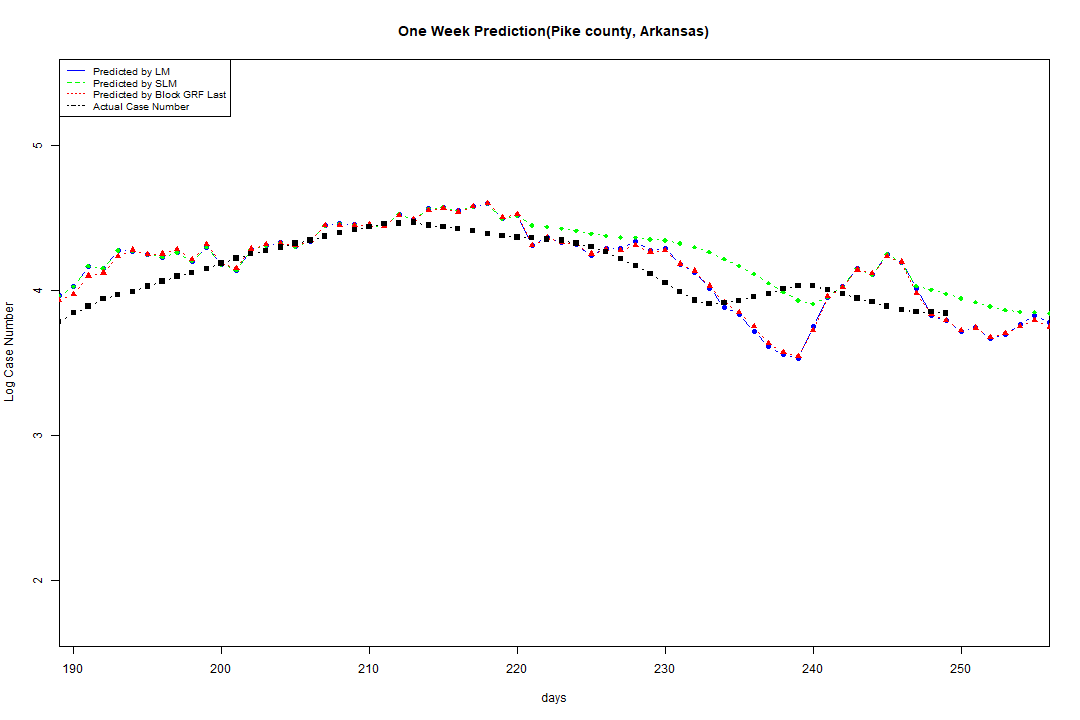 One Week Prediction(Pike county, Arkansas)
Predicted by LM
Predicted by SLM
Predicted by Block GRF Last
Actual Case Number
5
4
3
2
Log Case Number
190 200 210 220 230 240 250
days